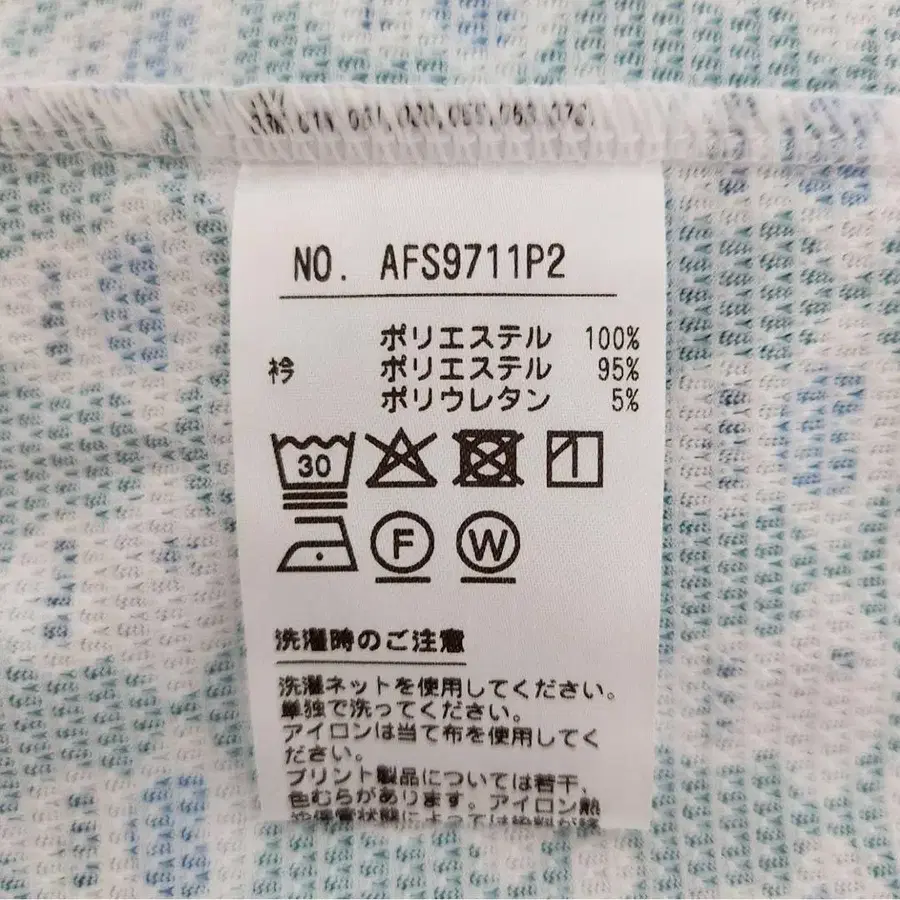 NO. AFS9711P2
ポリエステル 100%
衿 ポリエステル 95%
ポリウレタン 5%
30
F W
洗濯時のご注意
洗濯ネットを使用してください。
単独で洗ってください。
アイロンは当て布を使用してく
ださい。
プリント製品については若干、
色むらがあります。アイロン熱